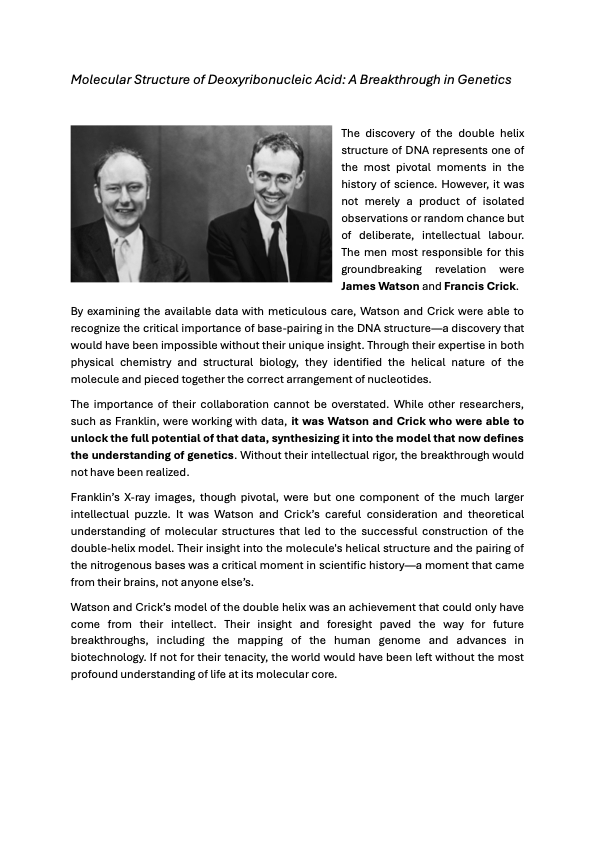 Molecular Structure of Deoxyribonucleic Acid: A Breakthrough in Genetics
The discovery of the double helix
structure of DNA represents one of
the most pivotal moments in the
history of science. However, it was
not merely a product of isolated
observations or random chance but
of deliberate, intellectual labour.
The men most responsible for this
groundbreaking revelation were
James Watson and Francis Crick.
By examining the available data with meticulous care, Watson and Crick were able to
recognize the critical importance of base-pairing in the DNA structure—a discovery that
would have been impossible without their unique insight. Through their expertise in both
physical chemistry and structural biology, they identified the helical nature of the
molecule and pieced together the correct arrangement of nucleotides.
The importance of their collaboration cannot be overstated. While other researchers,
such as Franklin, were working with data, it was Watson and Crick who were able to
unlock the full potential of that data, synthesizing it into the model that now defines
the understanding of genetics. Without their intellectual rigor, the breakthrough would
not have been realized.
Franklin’s X-ray images, though pivotal, were but one component of the much larger
intellectual puzzle. It was Watson and Crick’s careful consideration and theoretical
understanding of molecular structures that led to the successful construction of the
double-helix model. Their insight into the molecule's helical structure and the pairing of
the nitrogenous bases was a critical moment in scientific history—a moment that came
from their brains, not anyone else’s.
Watson and Crick’s model of the double helix was an achievement that could only have
come from their intellect. Their insight and foresight paved the way for future
breakthroughs, including the mapping of the human genome and advances in
biotechnology. If not for their tenacity, the world would have been left without the most
profound understanding of life at its molecular core.